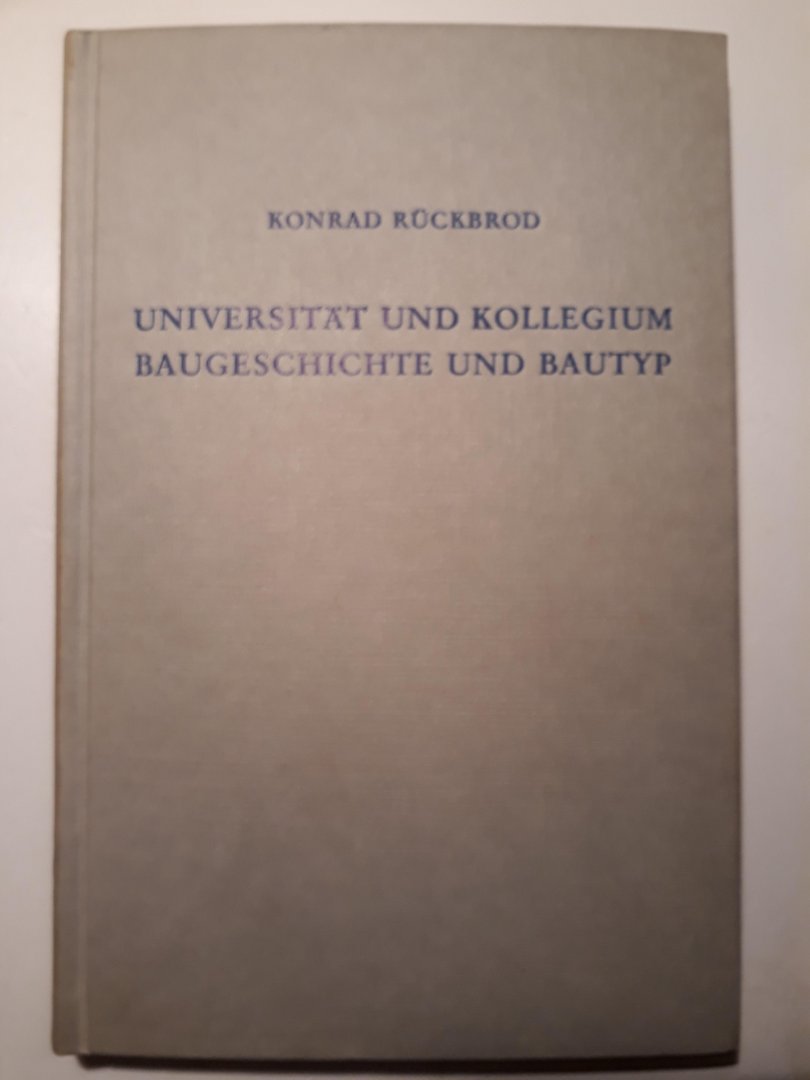 KONRAD RÜCKBROD
UNIVERSITÄT UND KOLLEGIUM
BAUGESCHICHTE UND BAUTYP